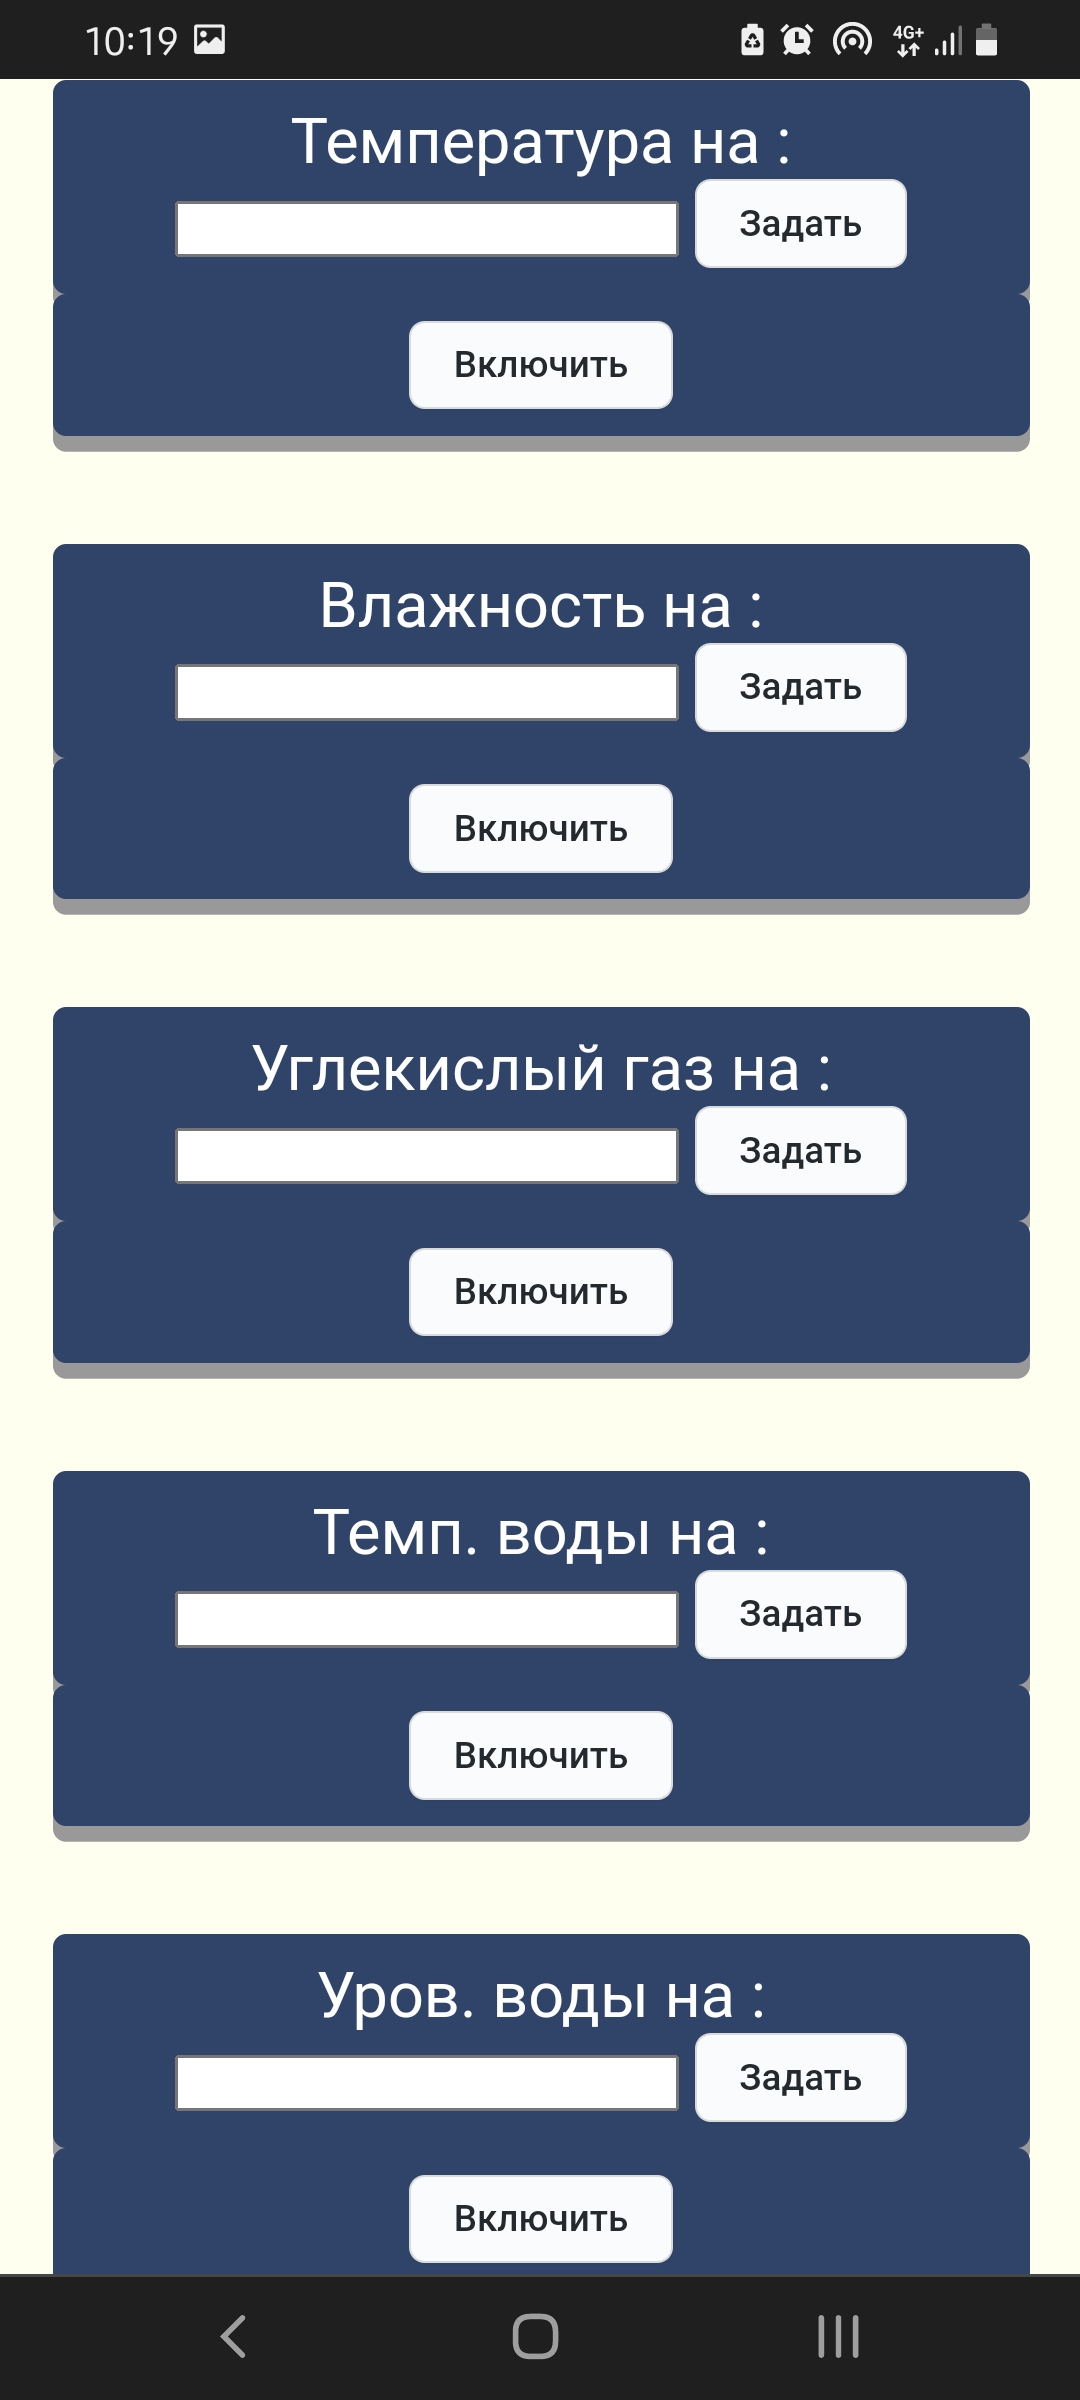 10:19
4G+
Температура на :
Задать
Включить
Влажность на :
Задать
Включить
Углекислый газ на :
Задать
Включить
Темп. воды на :
Задать
Включить
Уров. воды на :
Задать
Включить